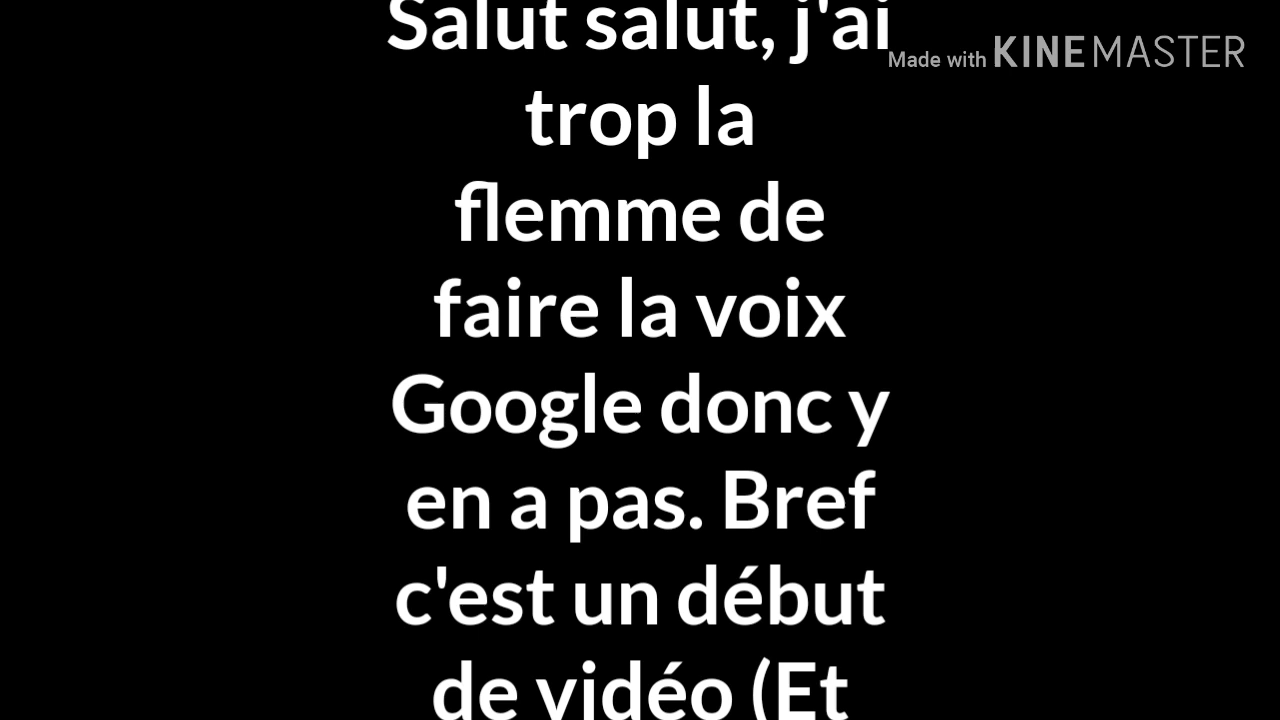 Salut salut, j'ai
Made with KINEMASTER
trop la
flemme de
faire la voix
Google donc y
en a pas. Bref
c'est un début
de vidéo (Et